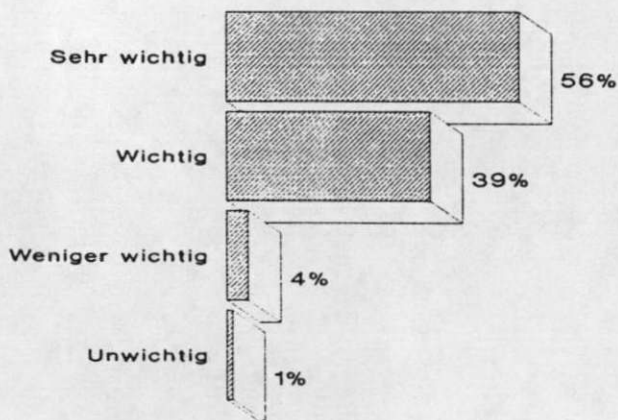 Sehr wichtig
56%
Wichtig
39%
Weniger wichtig
4%
Unwichtig
1%